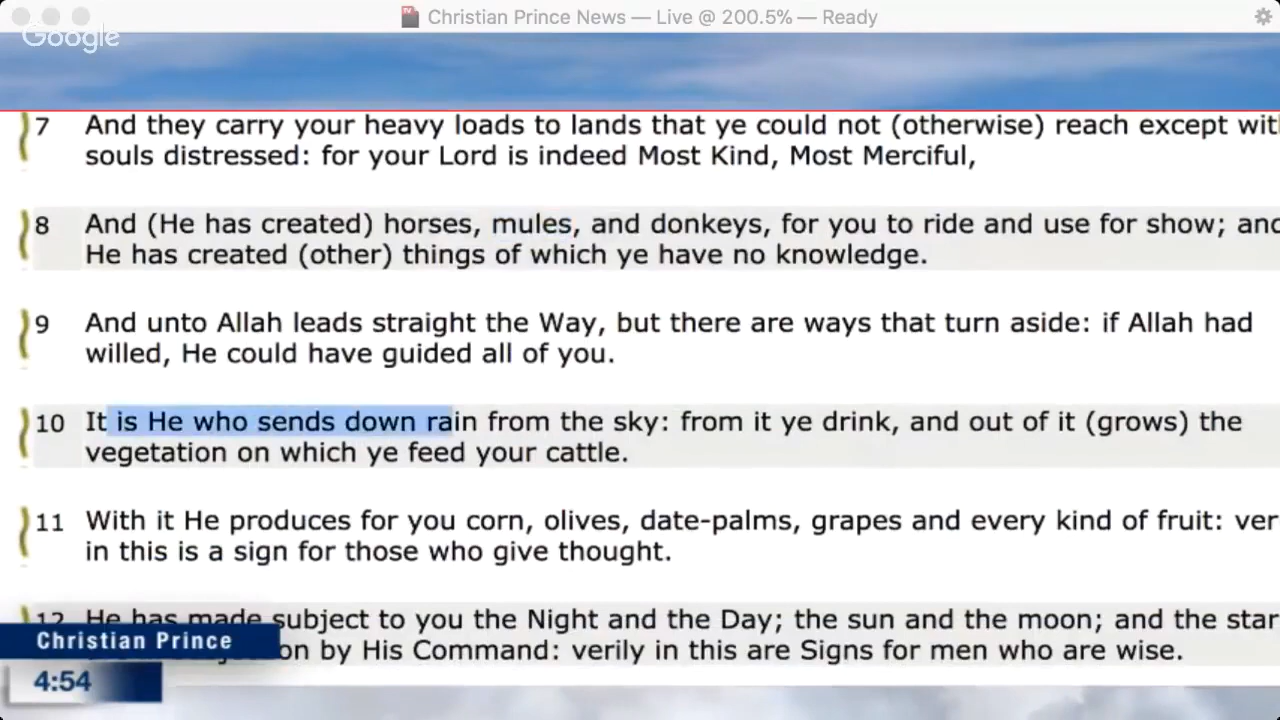 Christian Prince News — Live @ 200.5% — Ready
Google
7 And they carry your heavy loads to lands that ye could not (otherwise) reach except
souls distressed: for your Lord is indeed Most Kind, Most Merciful,
8 And (He has created) horses, mules, and donkeys, for you to ride and use for show; and
He has created (other) things of which ye have no knowledge.
9 And unto Allah leads straight the Way, but there are ways that turn aside: if Allah had
willed, He could have guided all of you.
10 It is He who sends down rain from the sky: from it ye drink, and out of it (grows) the
vegetation on which ye feed your cattle.
11 With it He produces for you corn, olives, date-palms, grapes and every kind of fruit:
in this is a sign for those who give thought.
12 He has made subject to you the Night and the Day; the sun and the moon; and the
by His Command: verily in this are Signs for men who are wise.
Christian Prince
4:54